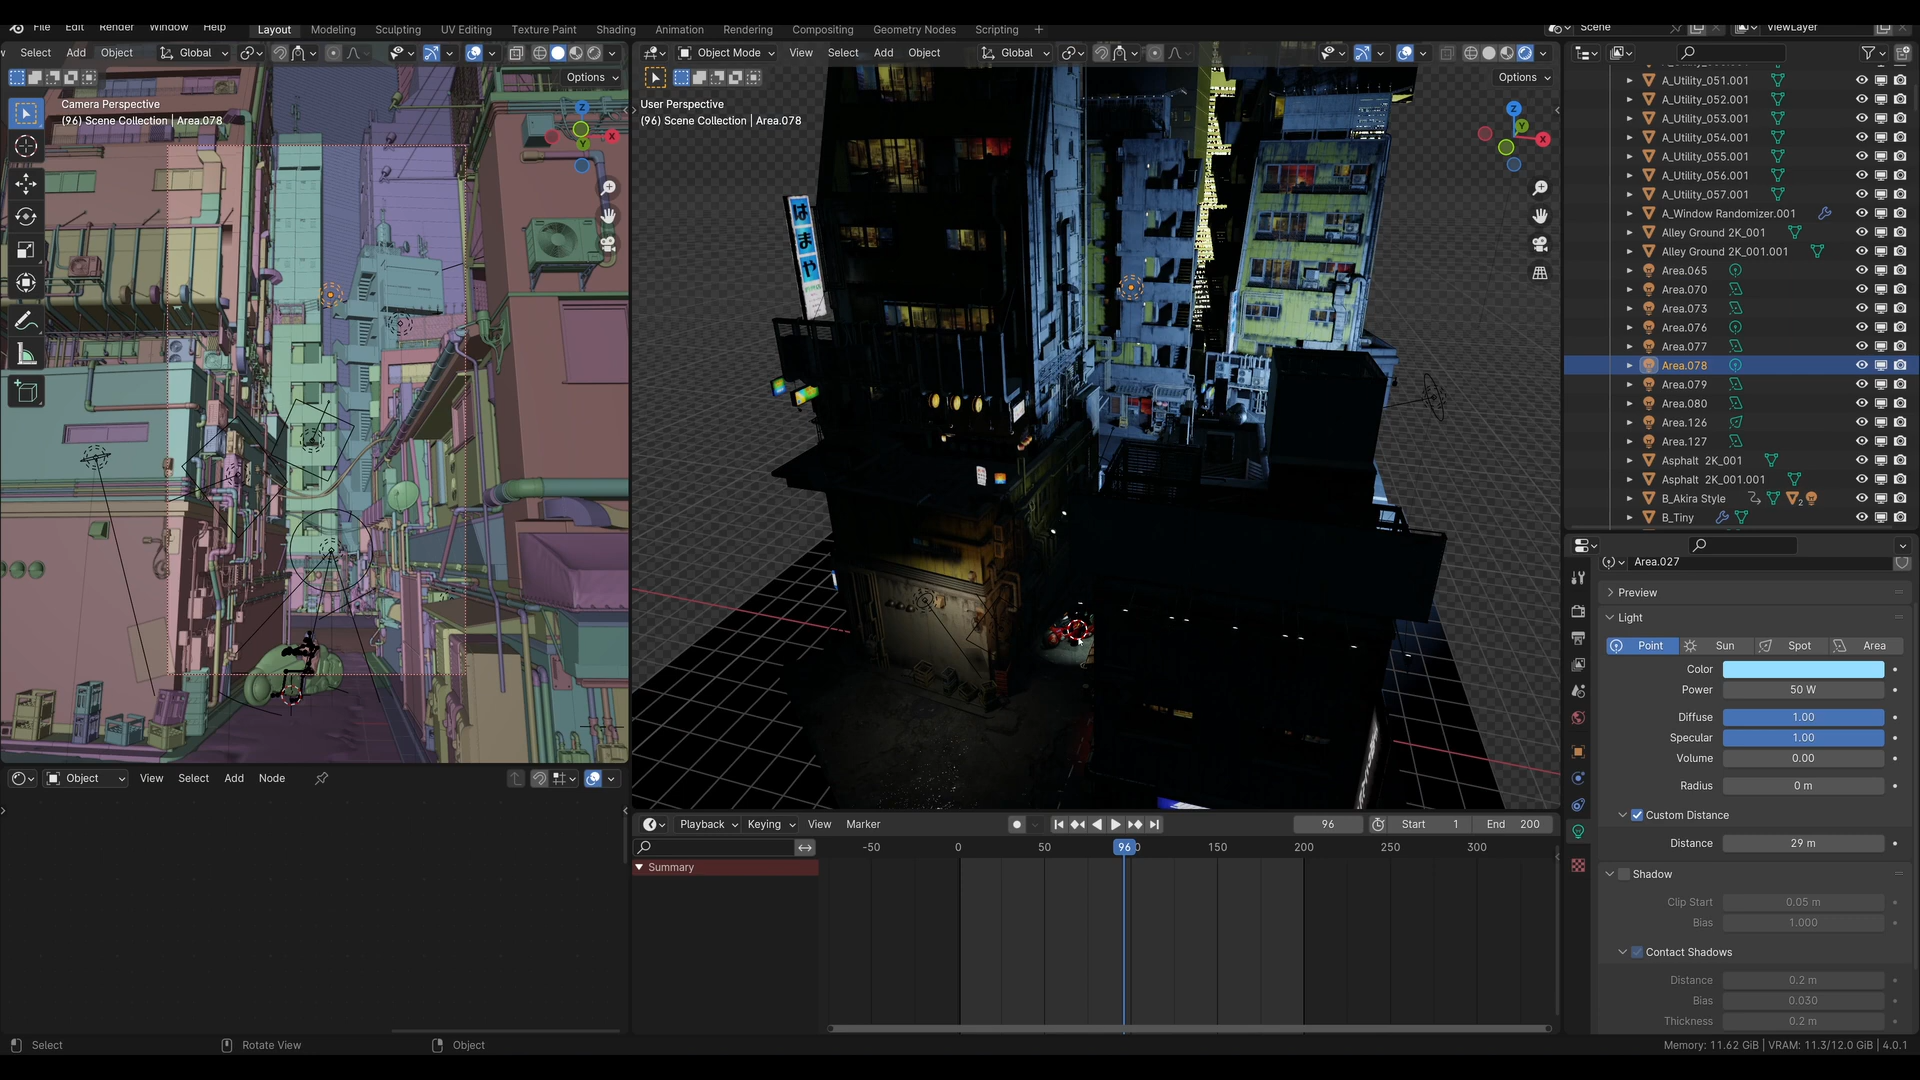 File Edit Render Window Help Layout Modeling Sculpting UV Editing Texture Paint Shading Animation Rendering Compositing Geometry Nodes Scripting + Scene ViewLayer
Select Add Object Global
Options
Camera Perspective
(96) Scene Collection | Area.078
Z
X
Y
Object Mode View Select Add Object Global
Options
User Perspective
(96) Scene Collection | Area.078
Z
Y
X
はまや
A_Utility_051.001
A_Utility_052.001
A_Utility_053.001
A_Utility_054.001
A_Utility_055.001
A_Utility_056.001
A_Utility_057.001
A_Window Randomizer.001
Alley Ground 2K_001
Alley Ground 2K_001.001
Area.065
Area.070
Area.073
Area.076
Area.077
Area.078
Area.079
Area.080
Area.126
Area.127
Asphalt 2K_001
Asphalt 2K_001.001
B_Akira Style
2
B_Tiny
Area.027
Preview
Light
Point Sun Spot Area
Color
Power 50 W
Diffuse 1.00
Specular 1.00
Volume 0.00
Radius 0 m
Custom Distance
Distance 29 m
Shadow
Clip Start 0.05 m
Bias 1.000
Contact Shadows
Distance 0.2 m
Bias 0.030
Thickness 0.2 m
Object View Select Add Node
Playback Keying View Marker 96 Start 1 End 200
-50 0 50 96 150 200 250 300
Summary
Select Rotate View Object Memory: 11.62 GiB | VRAM: 11.3/12.0 GiB | 4.0.1